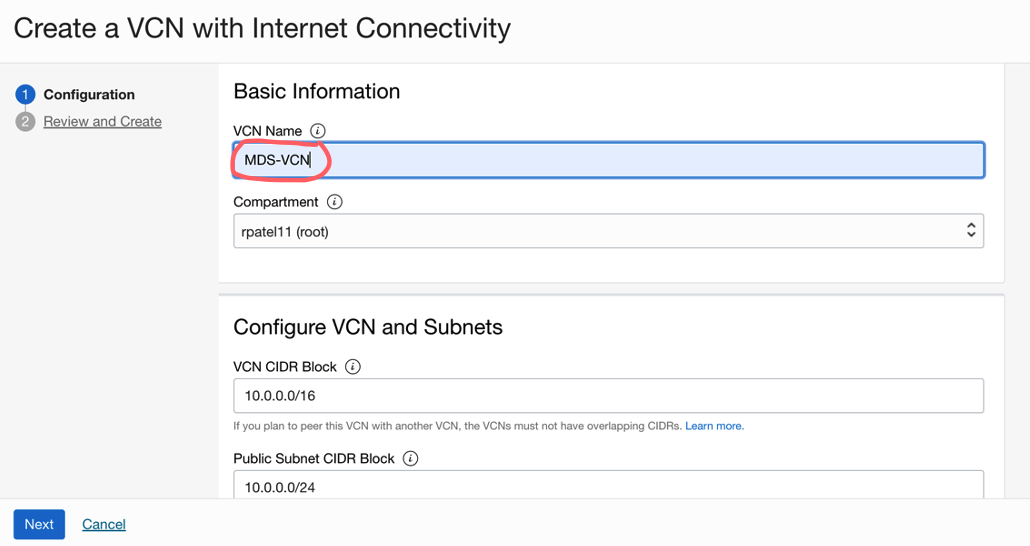 Create a VCN with Internet Connectivity
1 Configuration
2 Review and Create
Basic Information
VCN Name i
MDS-VCN
Compartment i
rpatel11 (root)
Configure VCN and Subnets
VCN CIDR Block i
10.0.0.0/16
If you plan to peer this VCN with another VCN, the VCNs must not have overlapping CIDRs. Learn more.
Public Subnet CIDR Block i
10.0.0.0/24
Next Cancel